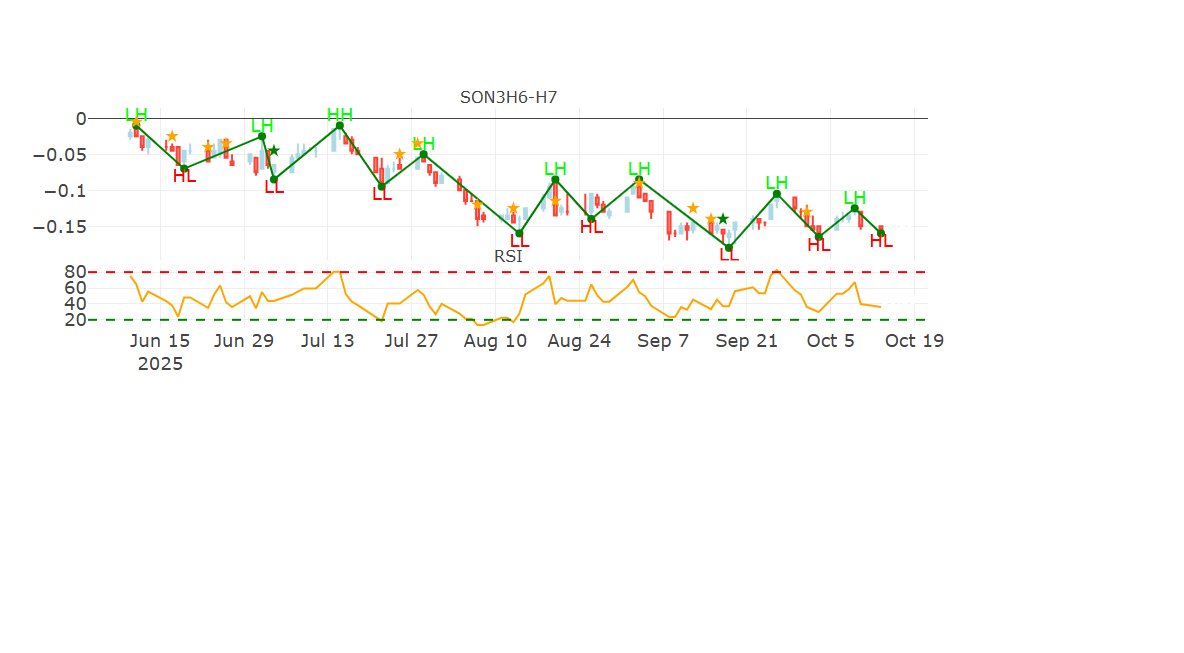 SON3H6-H7
0
−0.05
−0.1
−0.15
LH
HL
LH
LL
HH
LL
LH
LL
LH
HL
LH
LL
LH
HL
LH
HL
RSI
80
60
40
20
Jun 15 Jun 29 Jul 13 Jul 27 Aug 10 Aug 24 Sep 7 Sep 21 Oct 5 Oct 19
2025